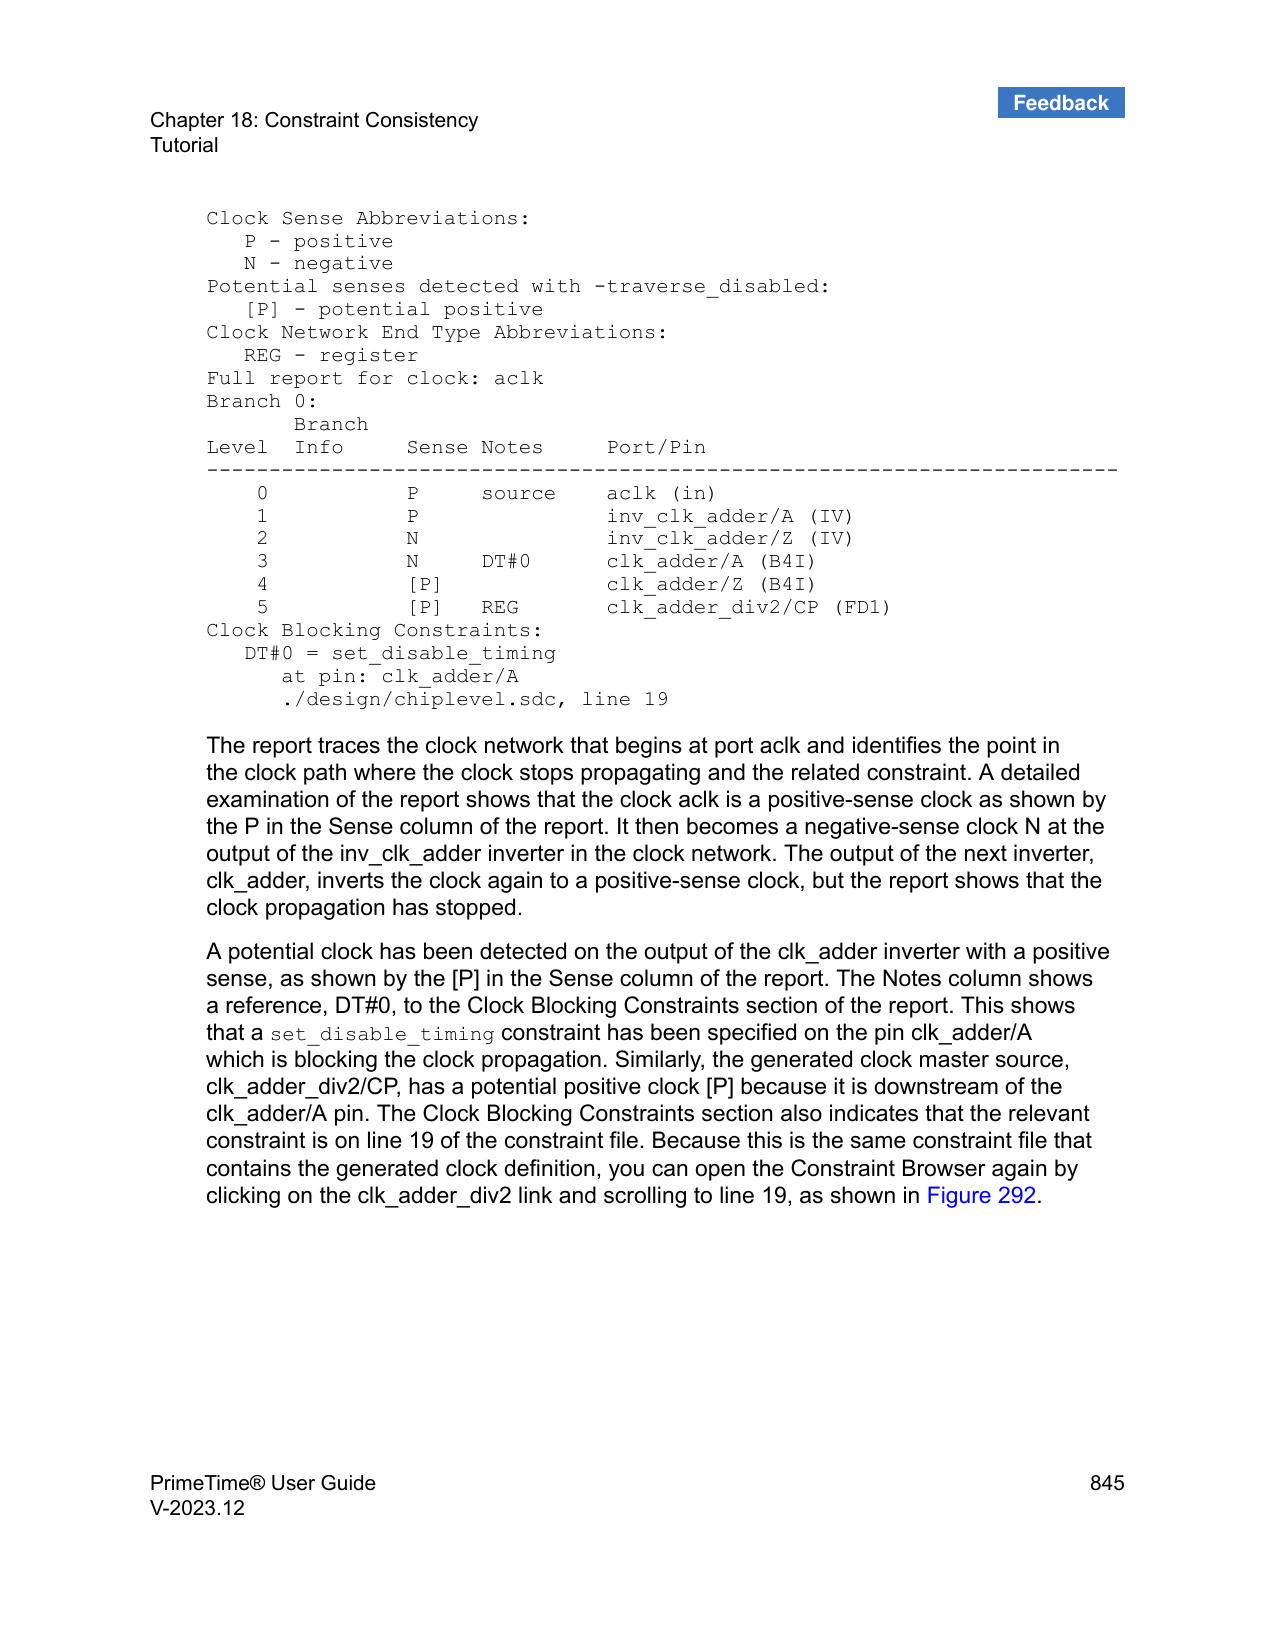 Feedback
Chapter 18: Constraint Consistency
Tutorial
Clock Sense Abbreviations:
   P - positive
   N - negative
Potential senses detected with -traverse_disabled:
   [P] - potential positive
Clock Network End Type Abbreviations:
   REG - register
Full report for clock: aclk
Branch 0:
       Branch
Level  Info     Sense Notes     Port/Pin
-------------------------------------------------------------------------
    0           P     source    aclk (in)
    1           P               inv_clk_adder/A (IV)
    2           N               inv_clk_adder/Z (IV)
    3           N     DT#0      clk_adder/A (B4I)
    4           [P]             clk_adder/Z (B4I)
    5           [P]   REG       clk_adder_div2/CP (FD1)
Clock Blocking Constraints:
   DT#0 = set_disable_timing
      at pin: clk_adder/A
      ./design/chiplevel.sdc, line 19
The report traces the clock network that begins at port aclk and identifies the point in
the clock path where the clock stops propagating and the related constraint. A detailed
examination of the report shows that the clock aclk is a positive-sense clock as shown by
the P in the Sense column of the report. It then becomes a negative-sense clock N at the
output of the inv_clk_adder inverter in the clock network. The output of the next inverter,
clk_adder, inverts the clock again to a positive-sense clock, but the report shows that the
clock propagation has stopped.
A potential clock has been detected on the output of the clk_adder inverter with a positive
sense, as shown by the [P] in the Sense column of the report. The Notes column shows
a reference, DT#0, to the Clock Blocking Constraints section of the report. This shows
that a set_disable_timing constraint has been specified on the pin clk_adder/A
which is blocking the clock propagation. Similarly, the generated clock master source,
clk_adder_div2/CP, has a potential positive clock [P] because it is downstream of the
clk_adder/A pin. The Clock Blocking Constraints section also indicates that the relevant
constraint is on line 19 of the constraint file. Because this is the same constraint file that
contains the generated clock definition, you can open the Constraint Browser again by
clicking on the clk_adder_div2 link and scrolling to line 19, as shown in Figure 292.
PrimeTime® User Guide 845
V-2023.12